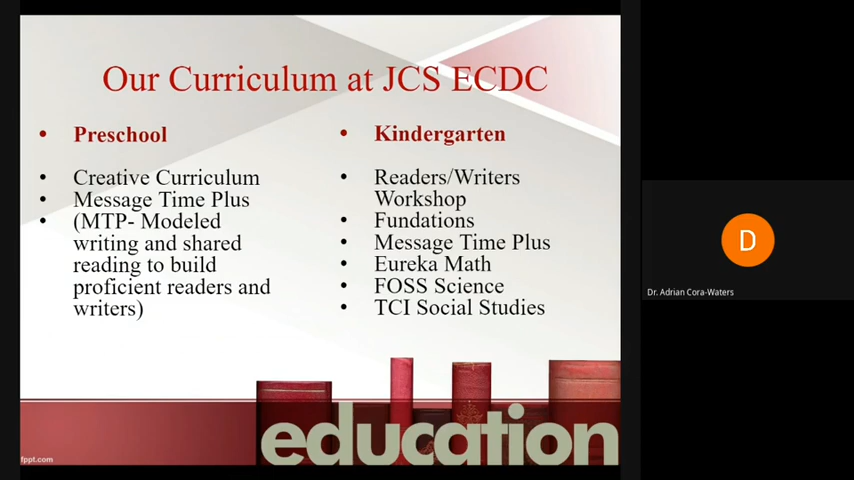 Our Curriculum at JCS ECDC
• Preschool
• Creative Curriculum
• Message Time Plus
• (MTP- Modeled
writing and shared
reading to build
proficient readers and
writers)
• Kindergarten
• Readers/Writers
Workshop
• Fundations
• Message Time Plus
• Eureka Math
• FOSS Science
• TCI Social Studies
education
fppt.com
D
Dr. Adrian Cora-Waters